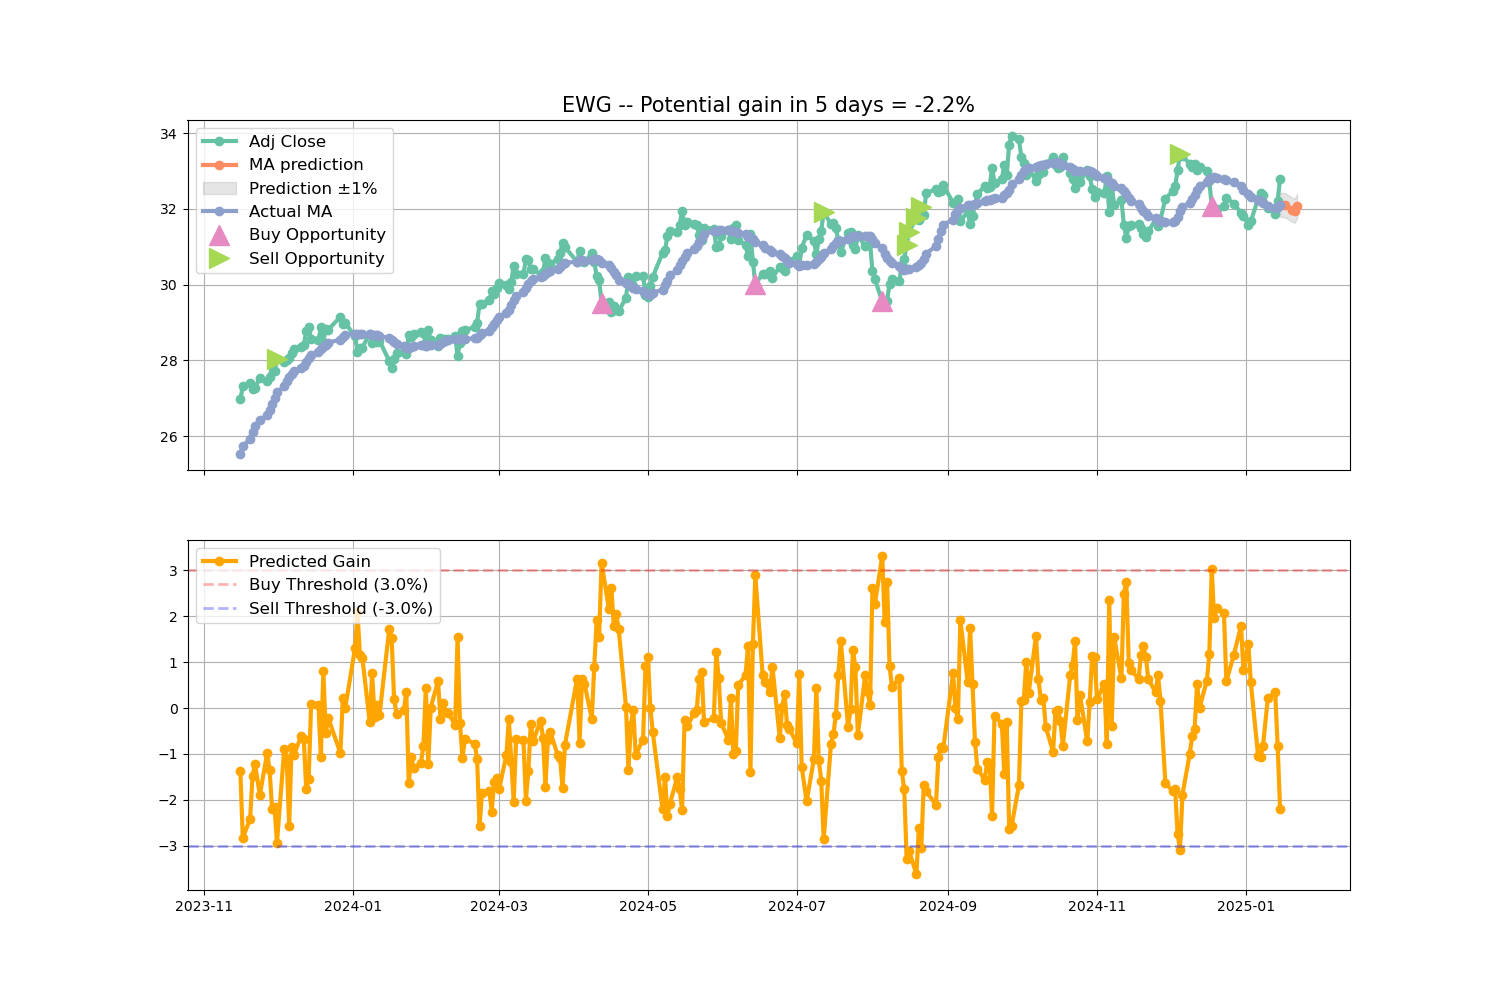 EWG -- Potential gain in 5 days = -2.2%
34
32
30
28
26
Adj Close
MA prediction
Prediction ±1%
Actual MA
Buy Opportunity
Sell Opportunity
3
2
1
0
−1
−2
−3
Predicted Gain
Buy Threshold (3.0%)
Sell Threshold (-3.0%)
2023-11
2024-01
2024-03
2024-05
2024-07
2024-09
2024-11
2025-01